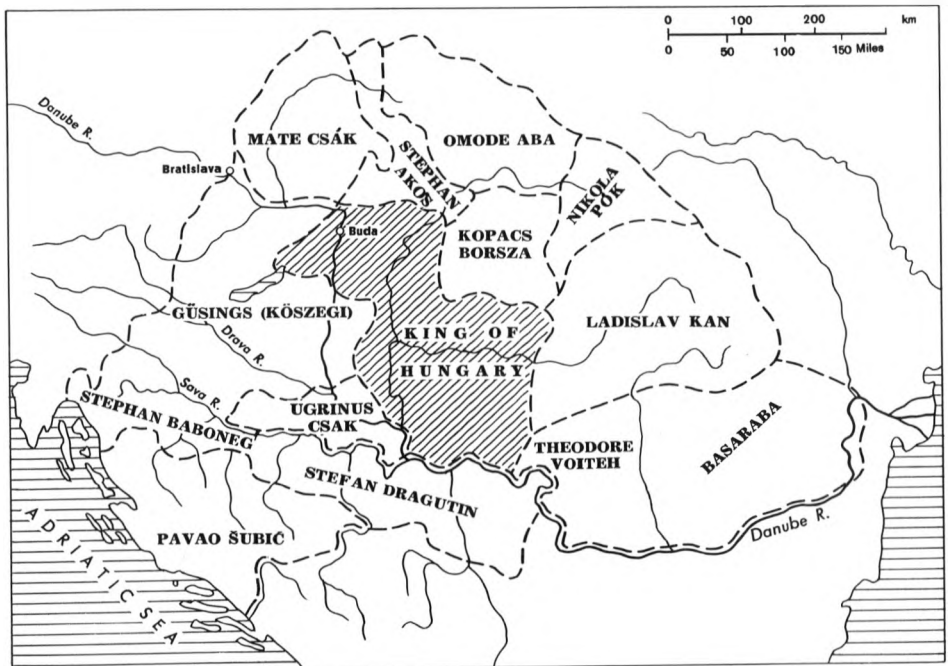 0 100 200 km
0 50 100 150 Miles
Danube R.
MATE CSÁK
OMODE ABA
Bratislava
STEPHAN
AKOS
NIKOLA
POK
Buda
KOPACS
BORSZA
GÜSINGS (KÖSZEGI)
KING OF
HUNGARY
LADISLAV KAN
Drava R.
Sava R.
STEPHAN BABONEG
UGRINUS
CSAK
THEODORE
VOITEH
BASARABA
STEFAN DRAGUTIN
PAVAO ŠUBIĆ
Danube R.
ADRIATIC SEA